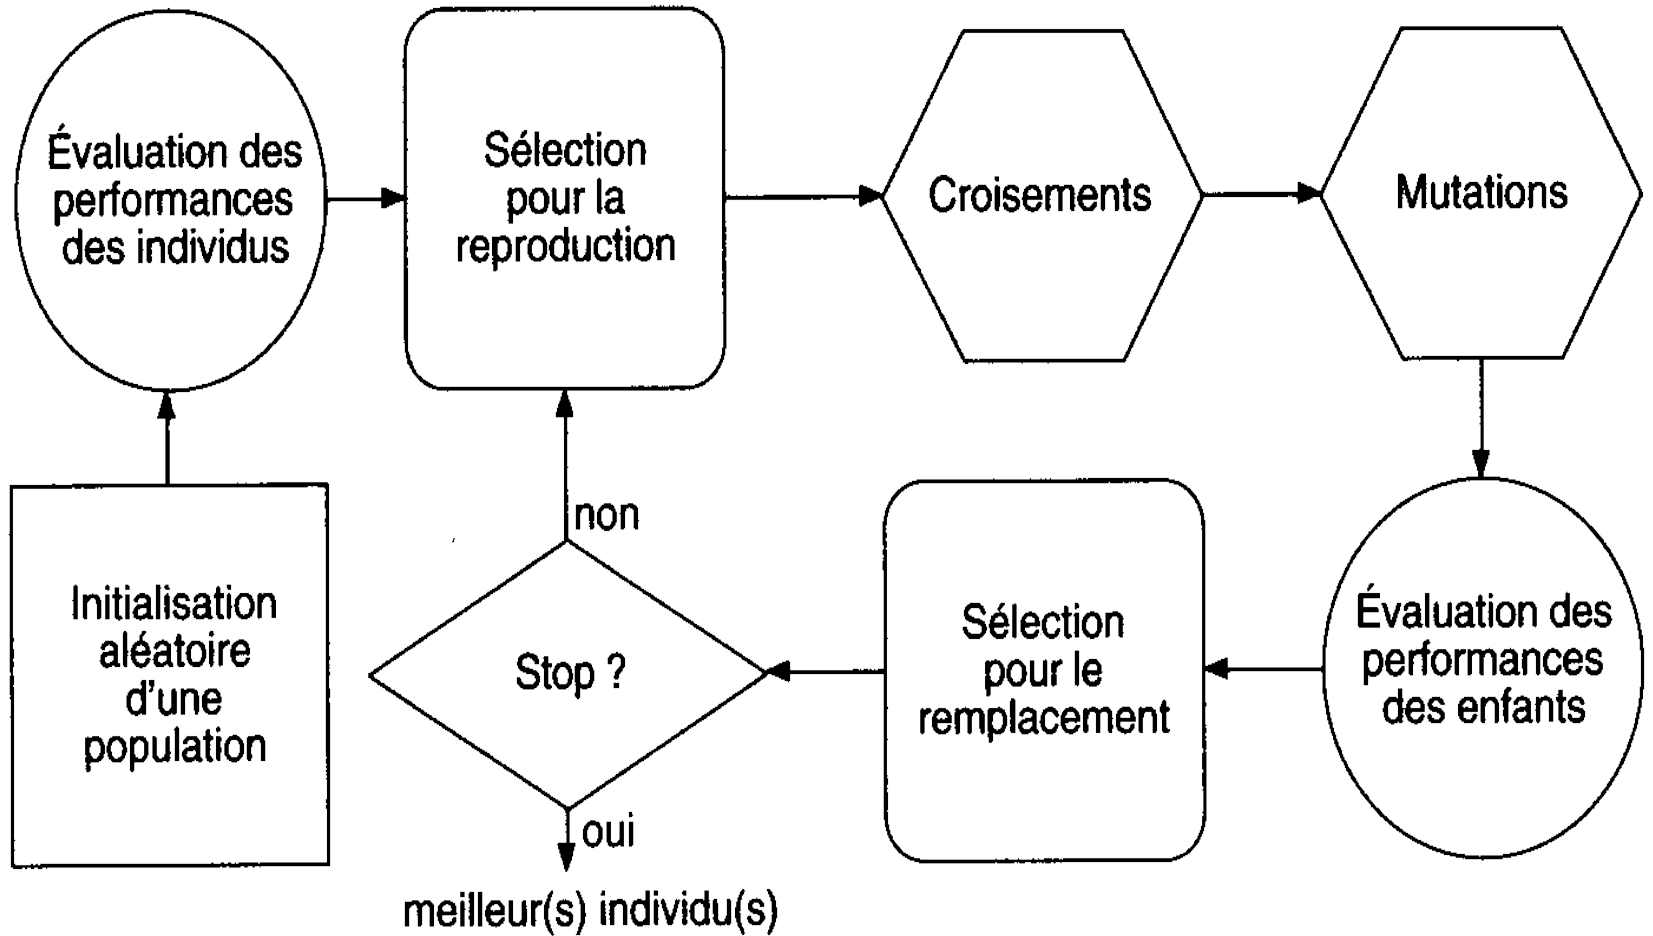 Évaluation des
performances
des individus
Sélection
pour la
reproduction
Croisements
Mutations
non
Initialisation
aléatoire
d'une
population
Stop ?
Sélection
pour le
remplacement
Évaluation des
performances
des enfants
oui
meilleur(s) individu(s)